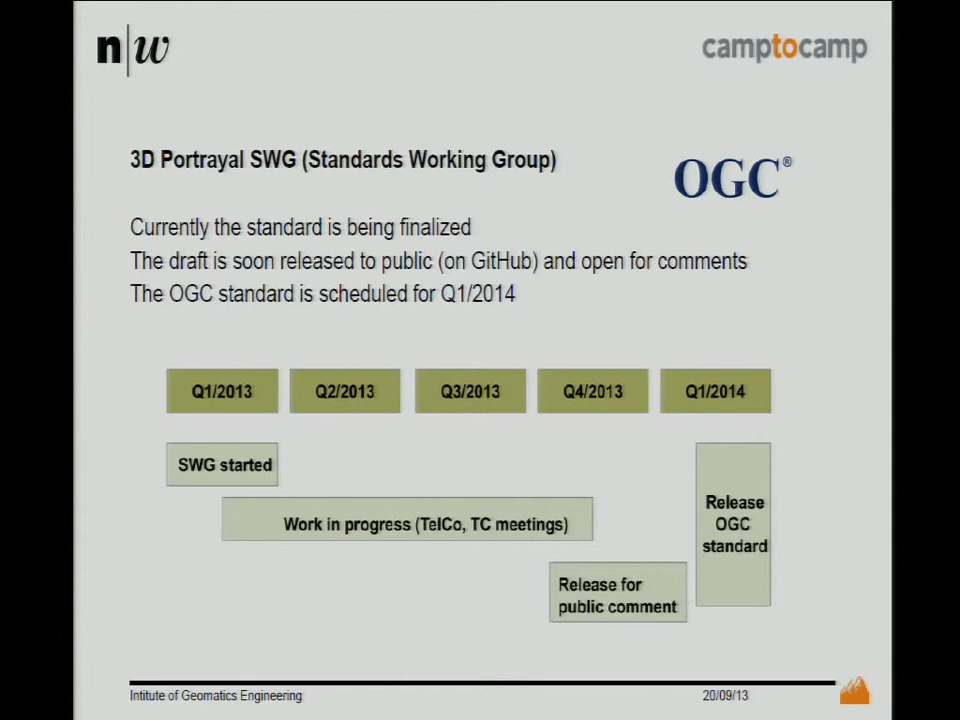 n|w
camptocamp
3D Portrayal SWG (Standards Working Group)
OGC®
Currently the standard is being finalized
The draft is soon released to public (on GitHub) and open for comments
The OGC standard is scheduled for Q1/2014
Q1/2013
Q2/2013
Q3/2013
Q4/2013
Q1/2014
SWG started
Work in progress (TelCo, TC meetings)
Release
OGC
standard
Release for
public comment
Intitute of Geomatics Engineering
20/09/13